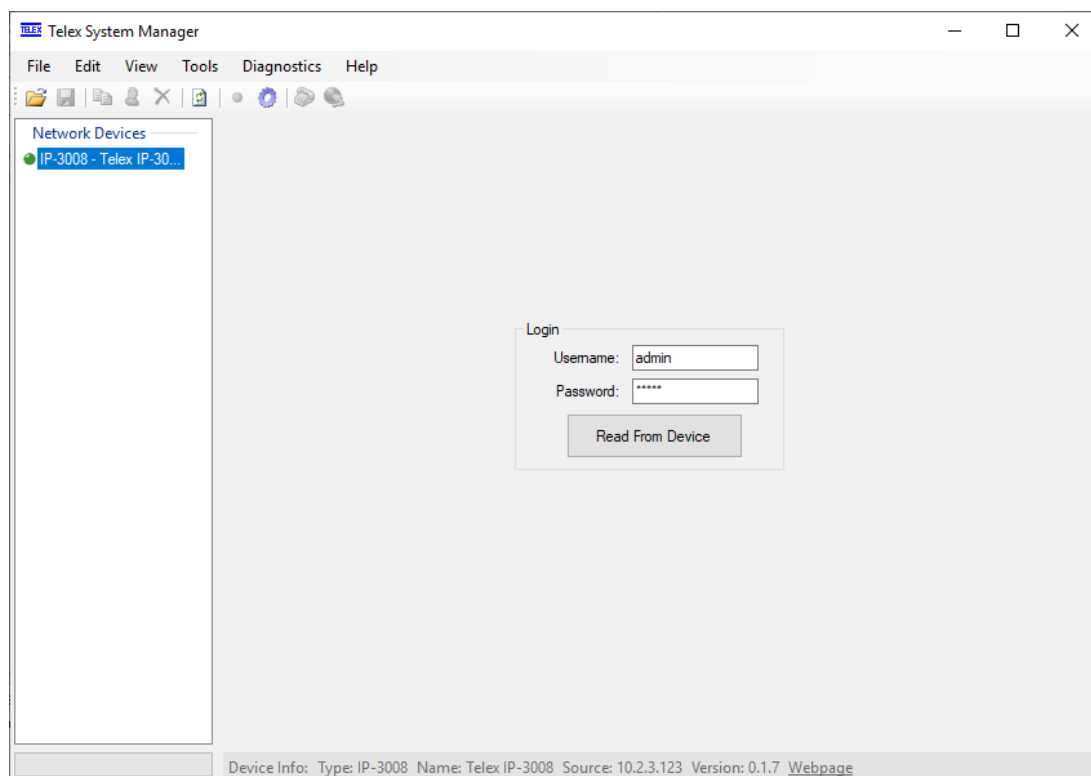 TELEX Telex System Manager
File Edit View Tools Diagnostics Help
Network Devices
IP-3008 - Telex IP-30...
Login
Username: admin
Password: *****
Read From Device
Device Info: Type: IP-3008 Name: Telex IP-3008 Source: 10.2.3.123 Version: 0.1.7 Webpage